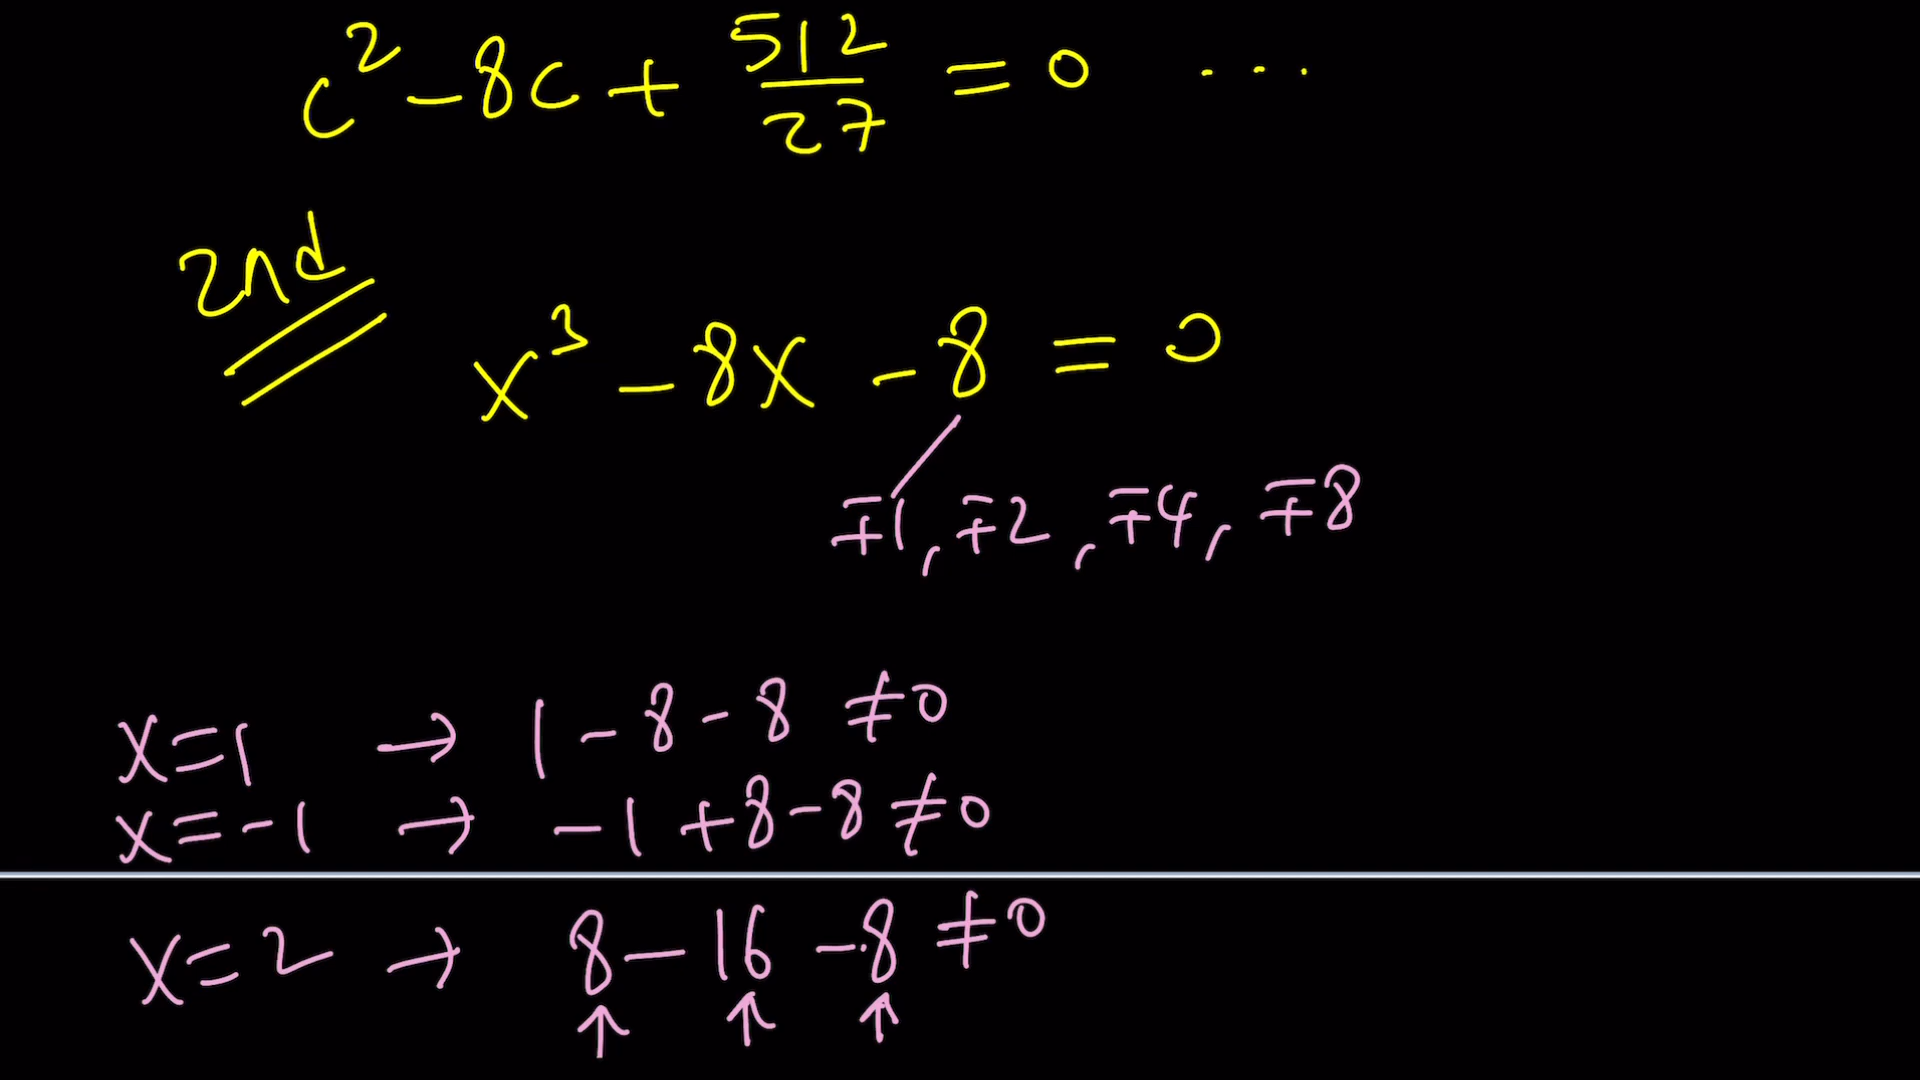 c² - 8c + 512/27 = 0 ...
2nd
x³ - 8x - 8 = 0
∓1, ∓2, ∓4, ∓8
x=1 → 1 - 8 - 8 ≠0
x=-1 → -1 +8-8 ≠0
x=2 → 8 - 16 - 8 ≠0